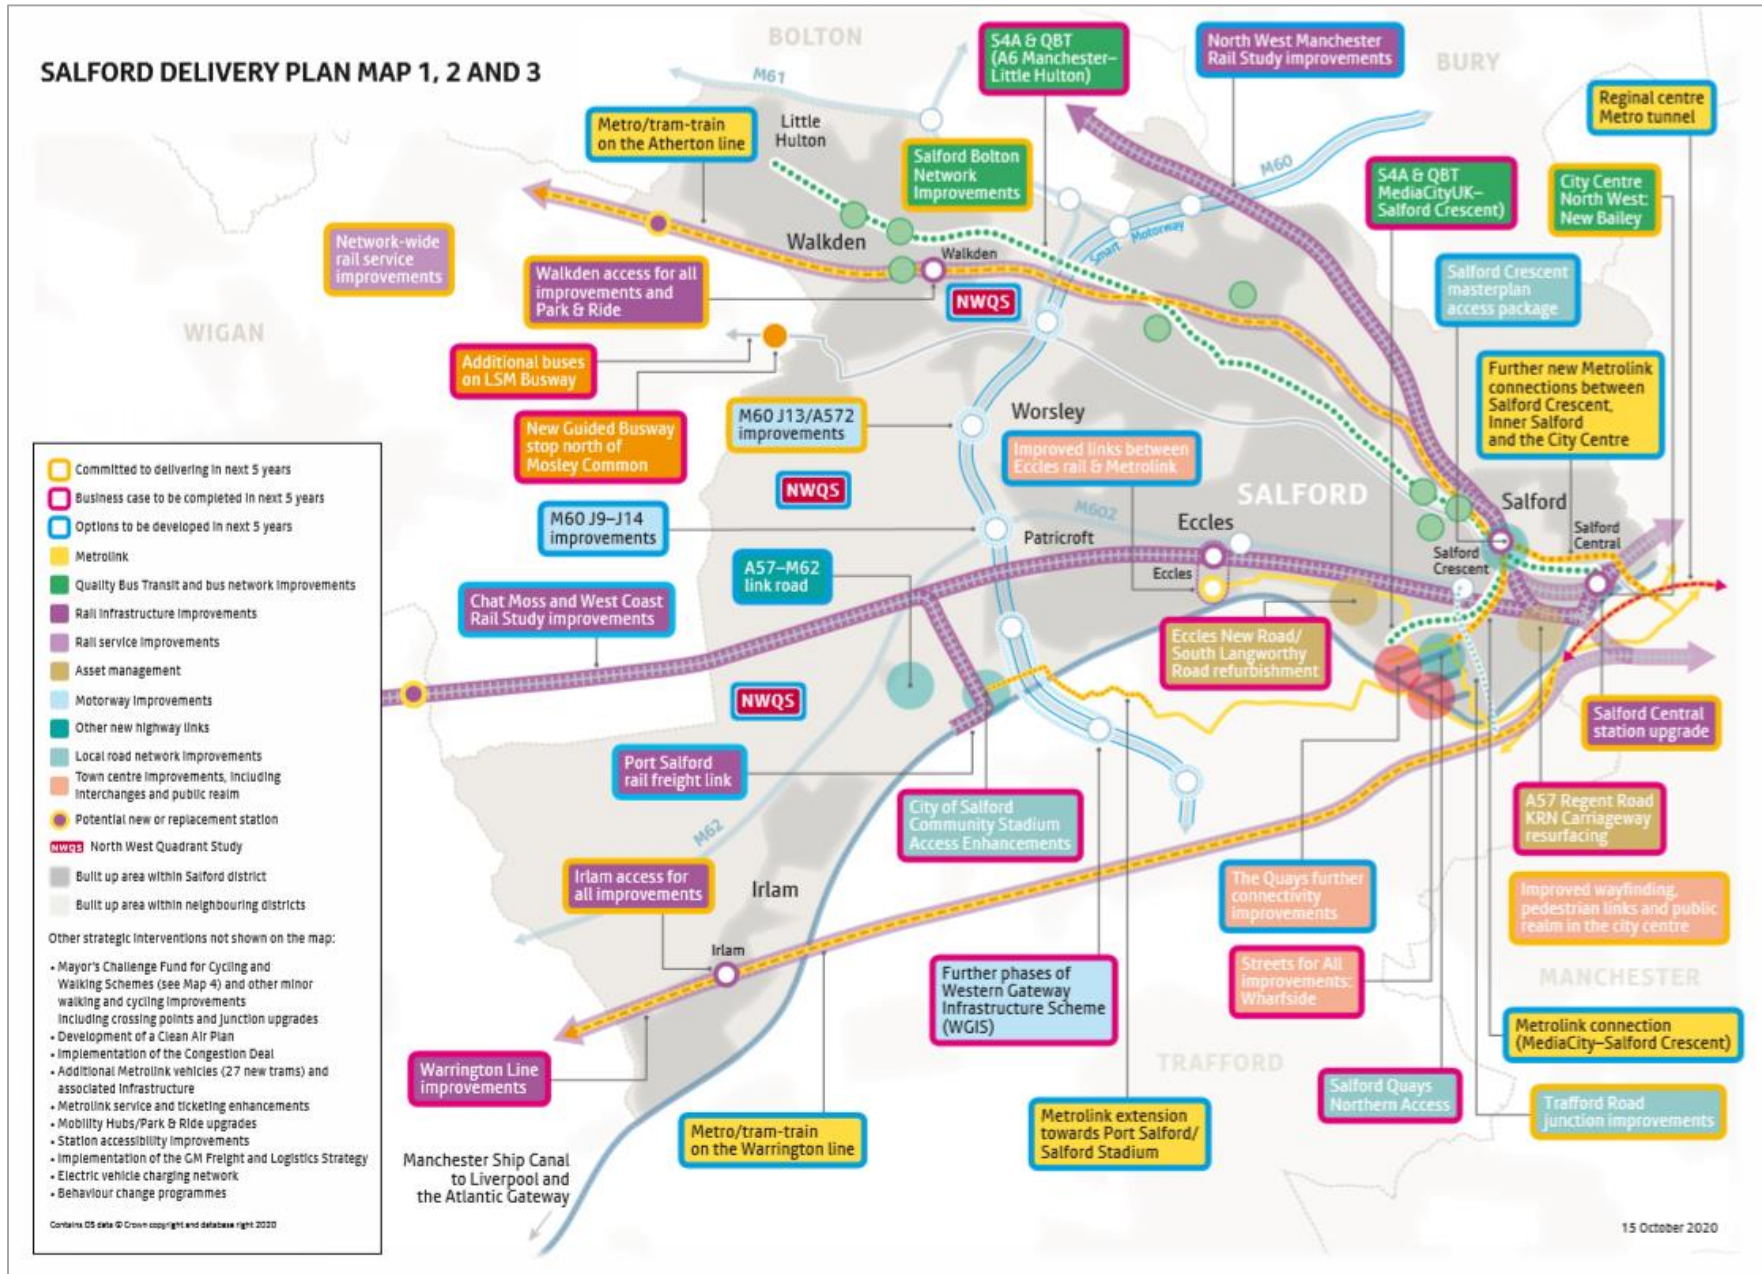 SALFORD DELIVERY PLAN MAP 1, 2 AND 3
BOLTON
BURY
WIGAN
SALFORD
MANCHESTER
TRAFFORD
M61
M60
Smart Motorway
M602
M62
S4A & QBT
(A6 Manchester–
Little Hulton)
North West Manchester
Rail Study improvements
Reginal centre
Metro tunnel
Metro/tram-train
on the Atherton line
Little
Hulton
Salford Bolton
Network
Improvements
S4A & QBT
MediaCityUK–
Salford Crescent)
City Centre
North West:
New Bailey
Network-wide
rail service
improvements
Walkden
Walkden
Walkden access for all
improvements and
Park & Ride
NWQS
Salford Crescent
masterplan
access package
Additional buses
on LSM Busway
New Guided Busway
stop north of
Mosley Common
M60 J13/A572
improvements
Worsley
Further new Metrolink
connections between
Salford Crescent,
Inner Salford
and the City Centre
Improved links between
Eccles rail & Metrolink
NWQS
M60 J9–J14
improvements
Patricroft
Eccles
Eccles
Salford
Salford
Central
Salford
Crescent
A57–M62
link road
Chat Moss and West Coast
Rail Study improvements
Eccles New Road/
South Langworthy
Road refurbishment
NWQS
Port Salford
rail freight link
Salford Central
station upgrade
City of Salford
Community Stadium
Access Enhancements
A57 Regent Road
KRN Carriageway
resurfacing
Irlam access for
all improvements
Irlam
Irlam
The Quays further
connectivity
improvements
Improved wayfinding,
pedestrian links and public
realm in the city centre
Further phases of
Western Gateway
Infrastructure Scheme
(WGIS)
Streets for All
improvements:
Wharfside
Metrolink connection
(MediaCity–Salford Crescent)
Warrington Line
improvements
Salford Quays
Northern Access
Trafford Road
junction improvements
Metro/tram-train
on the Warrington line
Metrolink extension
towards Port Salford/
Salford Stadium
Manchester Ship Canal
to Liverpool and
the Atlantic Gateway
Committed to delivering in next 5 years
Business case to be completed in next 5 years
Options to be developed in next 5 years
Metrolink
Quality Bus Transit and bus network improvements
Rail infrastructure improvements
Rail service improvements
Asset management
Motorway improvements
Other new highway links
Local road network improvements
Town centre improvements, including
interchanges and public realm
Potential new or replacement station
NWQS North West Quadrant Study
Built up area within Salford district
Built up area within neighbouring districts
Other strategic interventions not shown on the map:
• Mayor's Challenge Fund for Cycling and
Walking Schemes (see Map 4) and other minor
walking and cycling improvements
including crossing points and junction upgrades
• Development of a Clean Air Plan
• Implementation of the Congestion Deal
• Additional Metrolink vehicles (27 new trams) and
associated infrastructure
• Metrolink service and ticketing enhancements
• Mobility Hubs/Park & Ride upgrades
• Station accessibility improvements
• Implementation of the GM Freight and Logistics Strategy
• Electric vehicle charging network
• Behaviour change programmes
Contains OS data © Crown copyright and database right 2020
15 October 2020